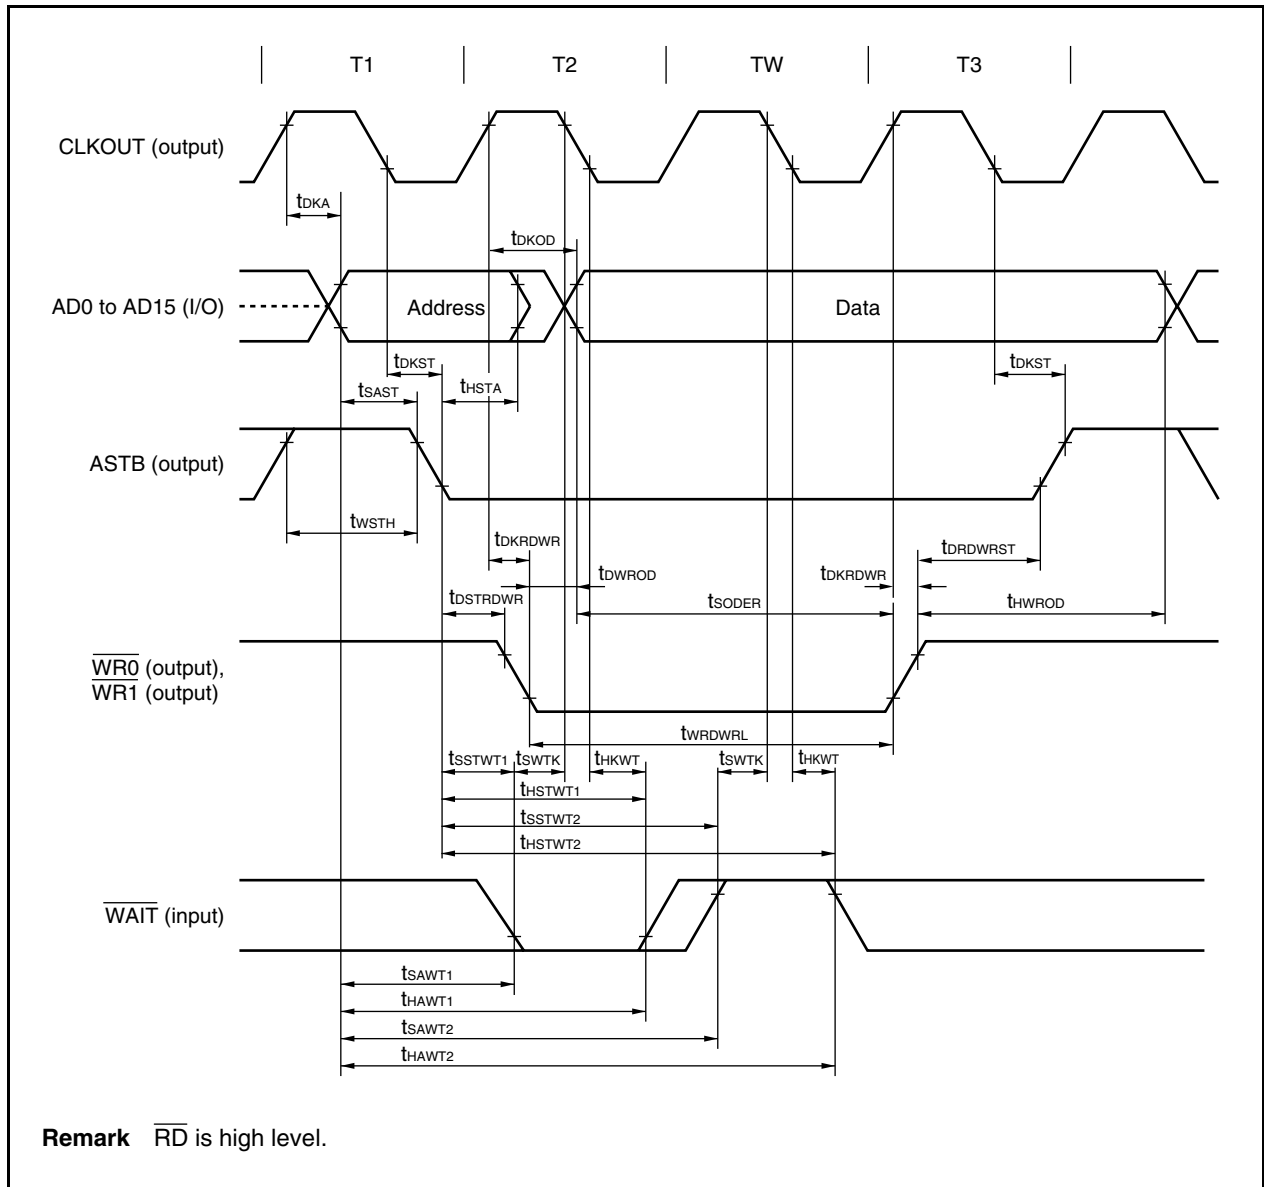 T1 T2 TW T3
CLKOUT (output)
tDKA
tDKOD
AD0 to AD15 (I/O)
Address
Data
tDKST
tDKST
tSAST
tHSTA
ASTB (output)
tWSTH
tDKRDWR
tDRDWRST
tDWROD
tDKRDWR
tDSTRDWR
tSODER
tHWROD
WR0 (output),
WR1 (output)
tWRDWRL
tSSTWT1 tSWTK tHKWT tSWTK tHKWT
tHSTWT1
tSSTWT2
tHSTWT2
WAIT (input)
tSAWT1
tHAWT1
tSAWT2
tHAWT2
Remark RD is high level.